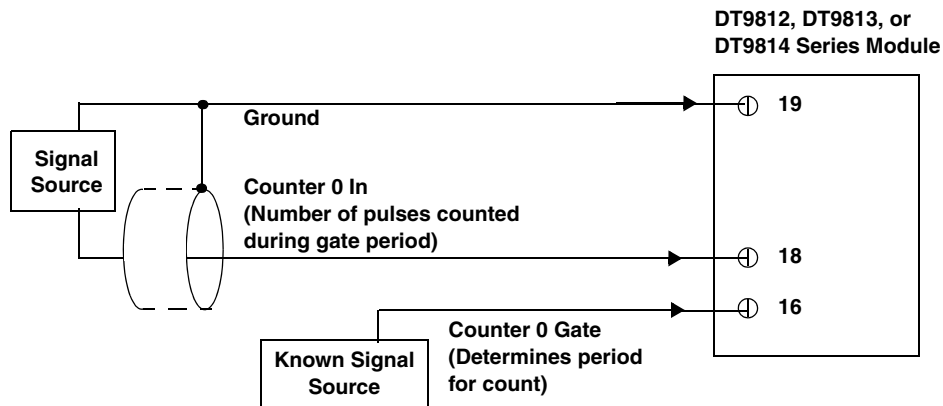 DT9812, DT9813, or
DT9814 Series Module
19
Ground
Signal
Source
Counter 0 In
(Number of pulses counted
during gate period)
18
16
Counter 0 Gate
(Determines period
for count)
Known Signal
Source